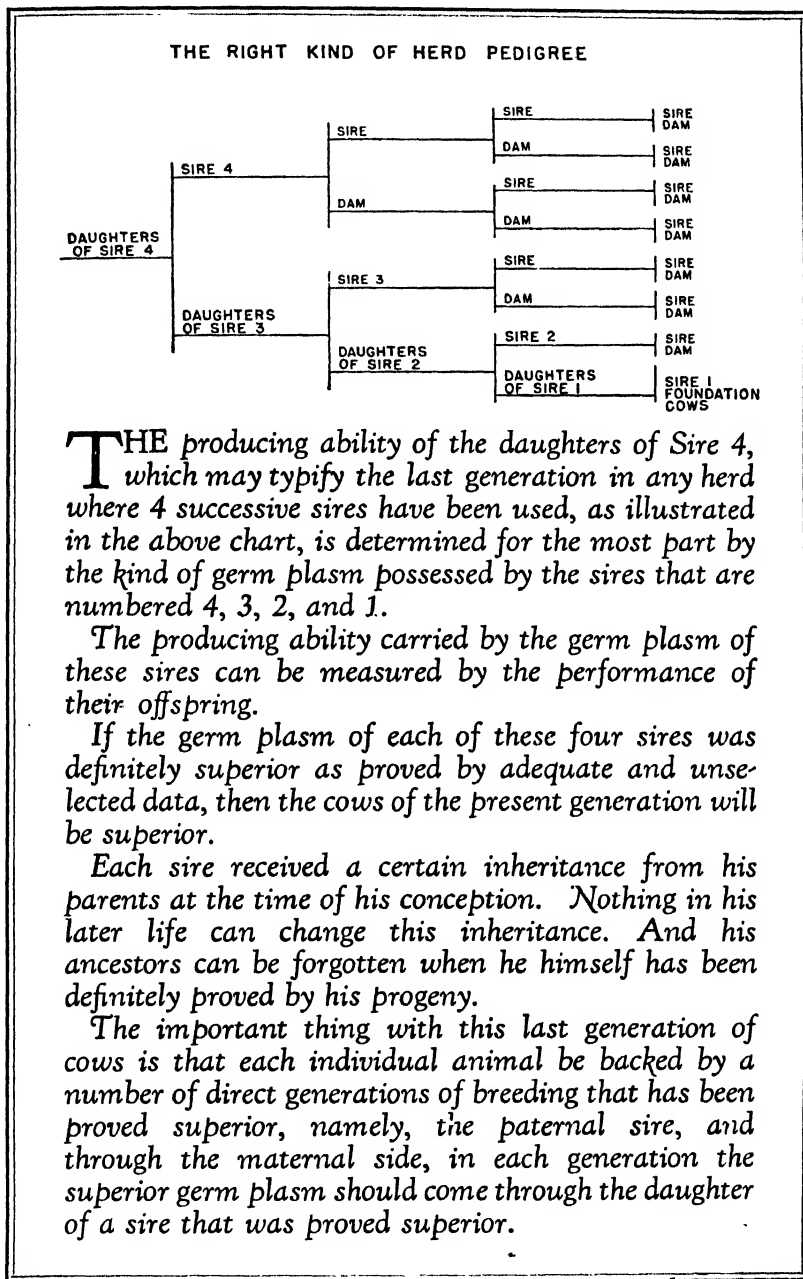 THE RIGHT KIND OF HERD PEDIGREE
SIRE
SIRE
DAM
SIRE
DAM
SIRE
DAM
SIRE 4
SIRE
SIRE
DAM
DAM
DAM
SIRE
DAM
DAUGHTERS
OF SIRE 4
SIRE 3
SIRE
SIRE
DAM
DAM
SIRE
DAM
DAUGHTERS
OF SIRE 3
DAUGHTERS
OF SIRE 2
SIRE 2
SIRE
DAM
DAUGHTERS
OF SIRE 1
SIRE 1
FOUNDATION
COWS
THE producing ability of the daughters of Sire 4,
which may typify the last generation in any herd
where 4 successive sires have been used, as illustrated
in the above chart, is determined for the most part by
the kind of germ plasm possessed by the sires that are
numbered 4, 3, 2, and 1.
The producing ability carried by the germ plasm of
these sires can be measured by the performance of
their offspring.
If the germ plasm of each of these four sires was
definitely superior as proved by adequate and unse-
lected data, then the cows of the present generation will
be superior.
Each sire received a certain inheritance from his
parents at the time of his conception. Nothing in his
later life can change this inheritance. And his
ancestors can be forgotten when he himself has been
definitely proved by his progeny.
The important thing with this last generation of
cows is that each individual animal be backed by a
number of direct generations of breeding that has been
proved superior, namely, the paternal sire, and
through the maternal side, in each generation the
superior germ plasm should come through the daughter
of a sire that was proved superior.